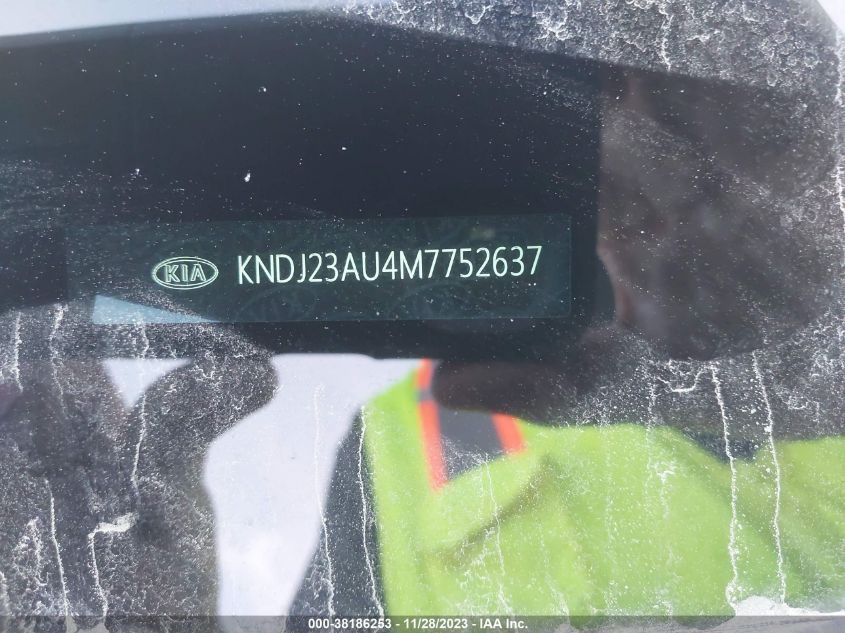 KIA KNDJ23AU4M7752637
000-38186253 - 11/28/2023 - IAA Inc.